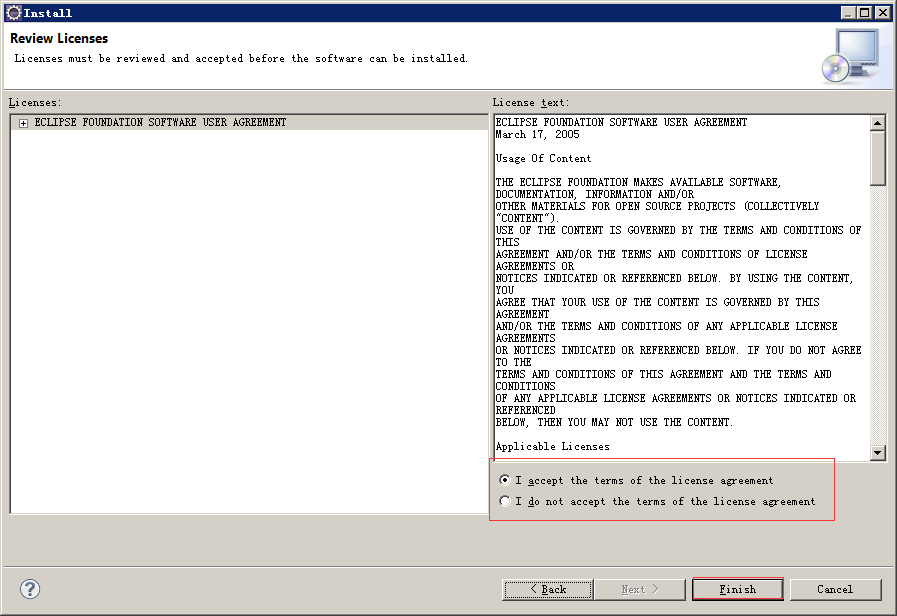 Install
Review Licenses
Licenses must be reviewed and accepted before the software can be installed.
Licenses:
ECLIPSE FOUNDATION SOFTWARE USER AGREEMENT
License text:
ECLIPSE FOUNDATION SOFTWARE USER AGREEMENT
March 17, 2005
Usage Of Content
THE ECLIPSE FOUNDATION MAKES AVAILABLE SOFTWARE,
DOCUMENTATION, INFORMATION AND/OR
OTHER MATERIALS FOR OPEN SOURCE PROJECTS (COLLECTIVELY
"CONTENT").
USE OF THE CONTENT IS GOVERNED BY THE TERMS AND CONDITIONS OF
THIS
AGREEMENT AND/OR THE TERMS AND CONDITIONS OF LICENSE
AGREEMENTS OR
NOTICES INDICATED OR REFERENCED BELOW. BY USING THE CONTENT,
YOU
AGREE THAT YOUR USE OF THE CONTENT IS GOVERNED BY THIS
AGREEMENT
AND/OR THE TERMS AND CONDITIONS OF ANY APPLICABLE LICENSE
AGREEMENTS
OR NOTICES INDICATED OR REFERENCED BELOW. IF YOU DO NOT AGREE
TO THE
TERMS AND CONDITIONS OF THIS AGREEMENT AND THE TERMS AND
CONDITIONS
OF ANY APPLICABLE LICENSE AGREEMENTS OR NOTICES INDICATED OR
REFERENCED
BELOW, THEN YOU MAY NOT USE THE CONTENT.
Applicable Licenses
I accept the terms of the license agreement
I do not accept the terms of the license agreement
?
< Back
Next >
Finish
Cancel